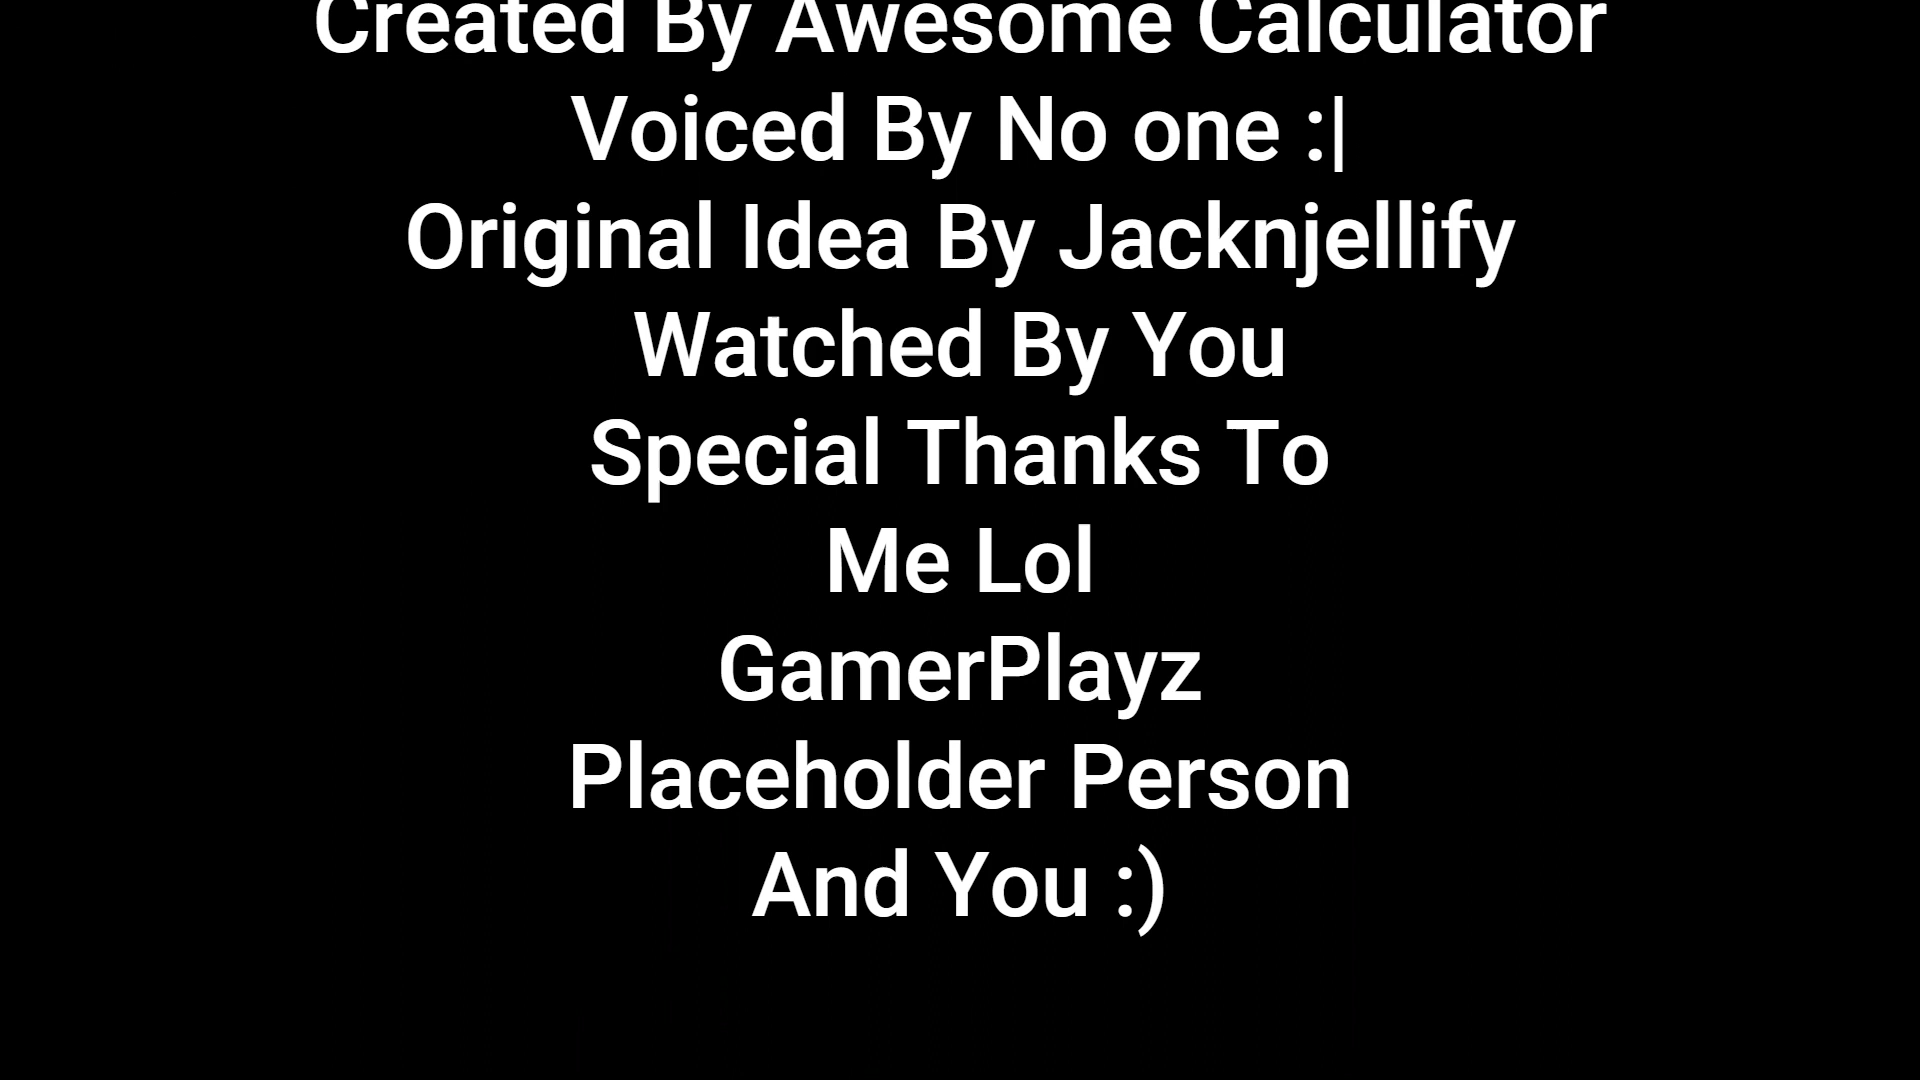 Created By Awesome Calculator
Voiced By No one :|
Original Idea By Jacknjellify
Watched By You
Special Thanks To
Me Lol
GamerPlayz
Placeholder Person
And You :)